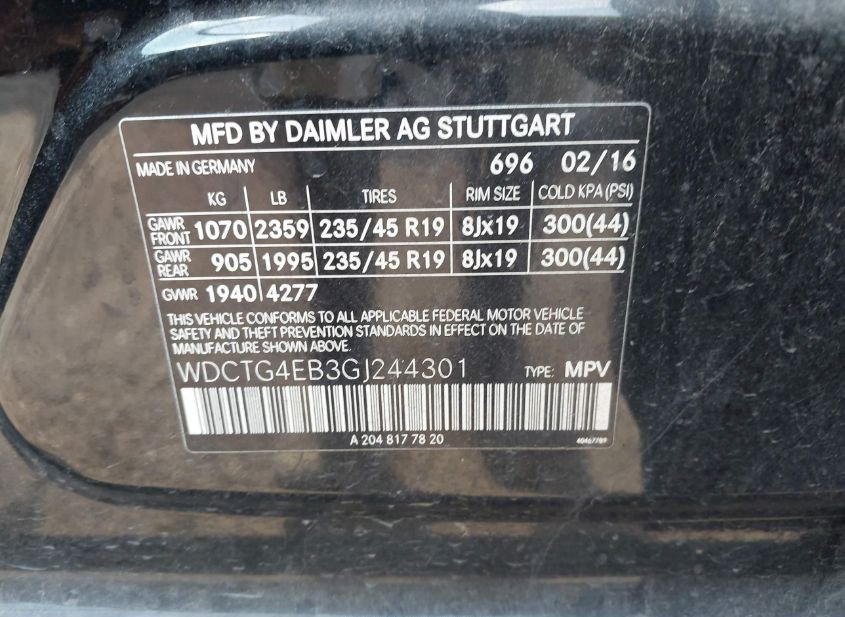 MFD BY DAIMLER AG STUTTGART
MADE IN GERMANY 696 02/16
KG LB TIRES RIM SIZE COLD KPA (PSI)
GAWR FRONT 1070 2359 235/45 R19 8Jx19 300(44)
GAWR REAR 905 1995 235/45 R19 8Jx19 300(44)
GVWR 1940 4277
THIS VEHICLE CONFORMS TO ALL APPLICABLE FEDERAL MOTOR VEHICLE
SAFETY AND THEFT PREVENTION STANDARDS IN EFFECT ON THE DATE OF
MANUFACTURE SHOWN ABOVE.
WDCTG4EB3GJ244301 TYPE: MPV
A 204 817 78 20 40467789